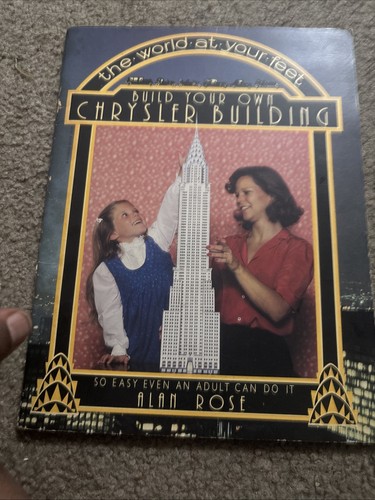 the · world · at · your feet
BUILD YOUR OWN
CHRYSLER BUILDING
SO EASY EVEN AN ADULT CAN DO IT
ALAN ROSE